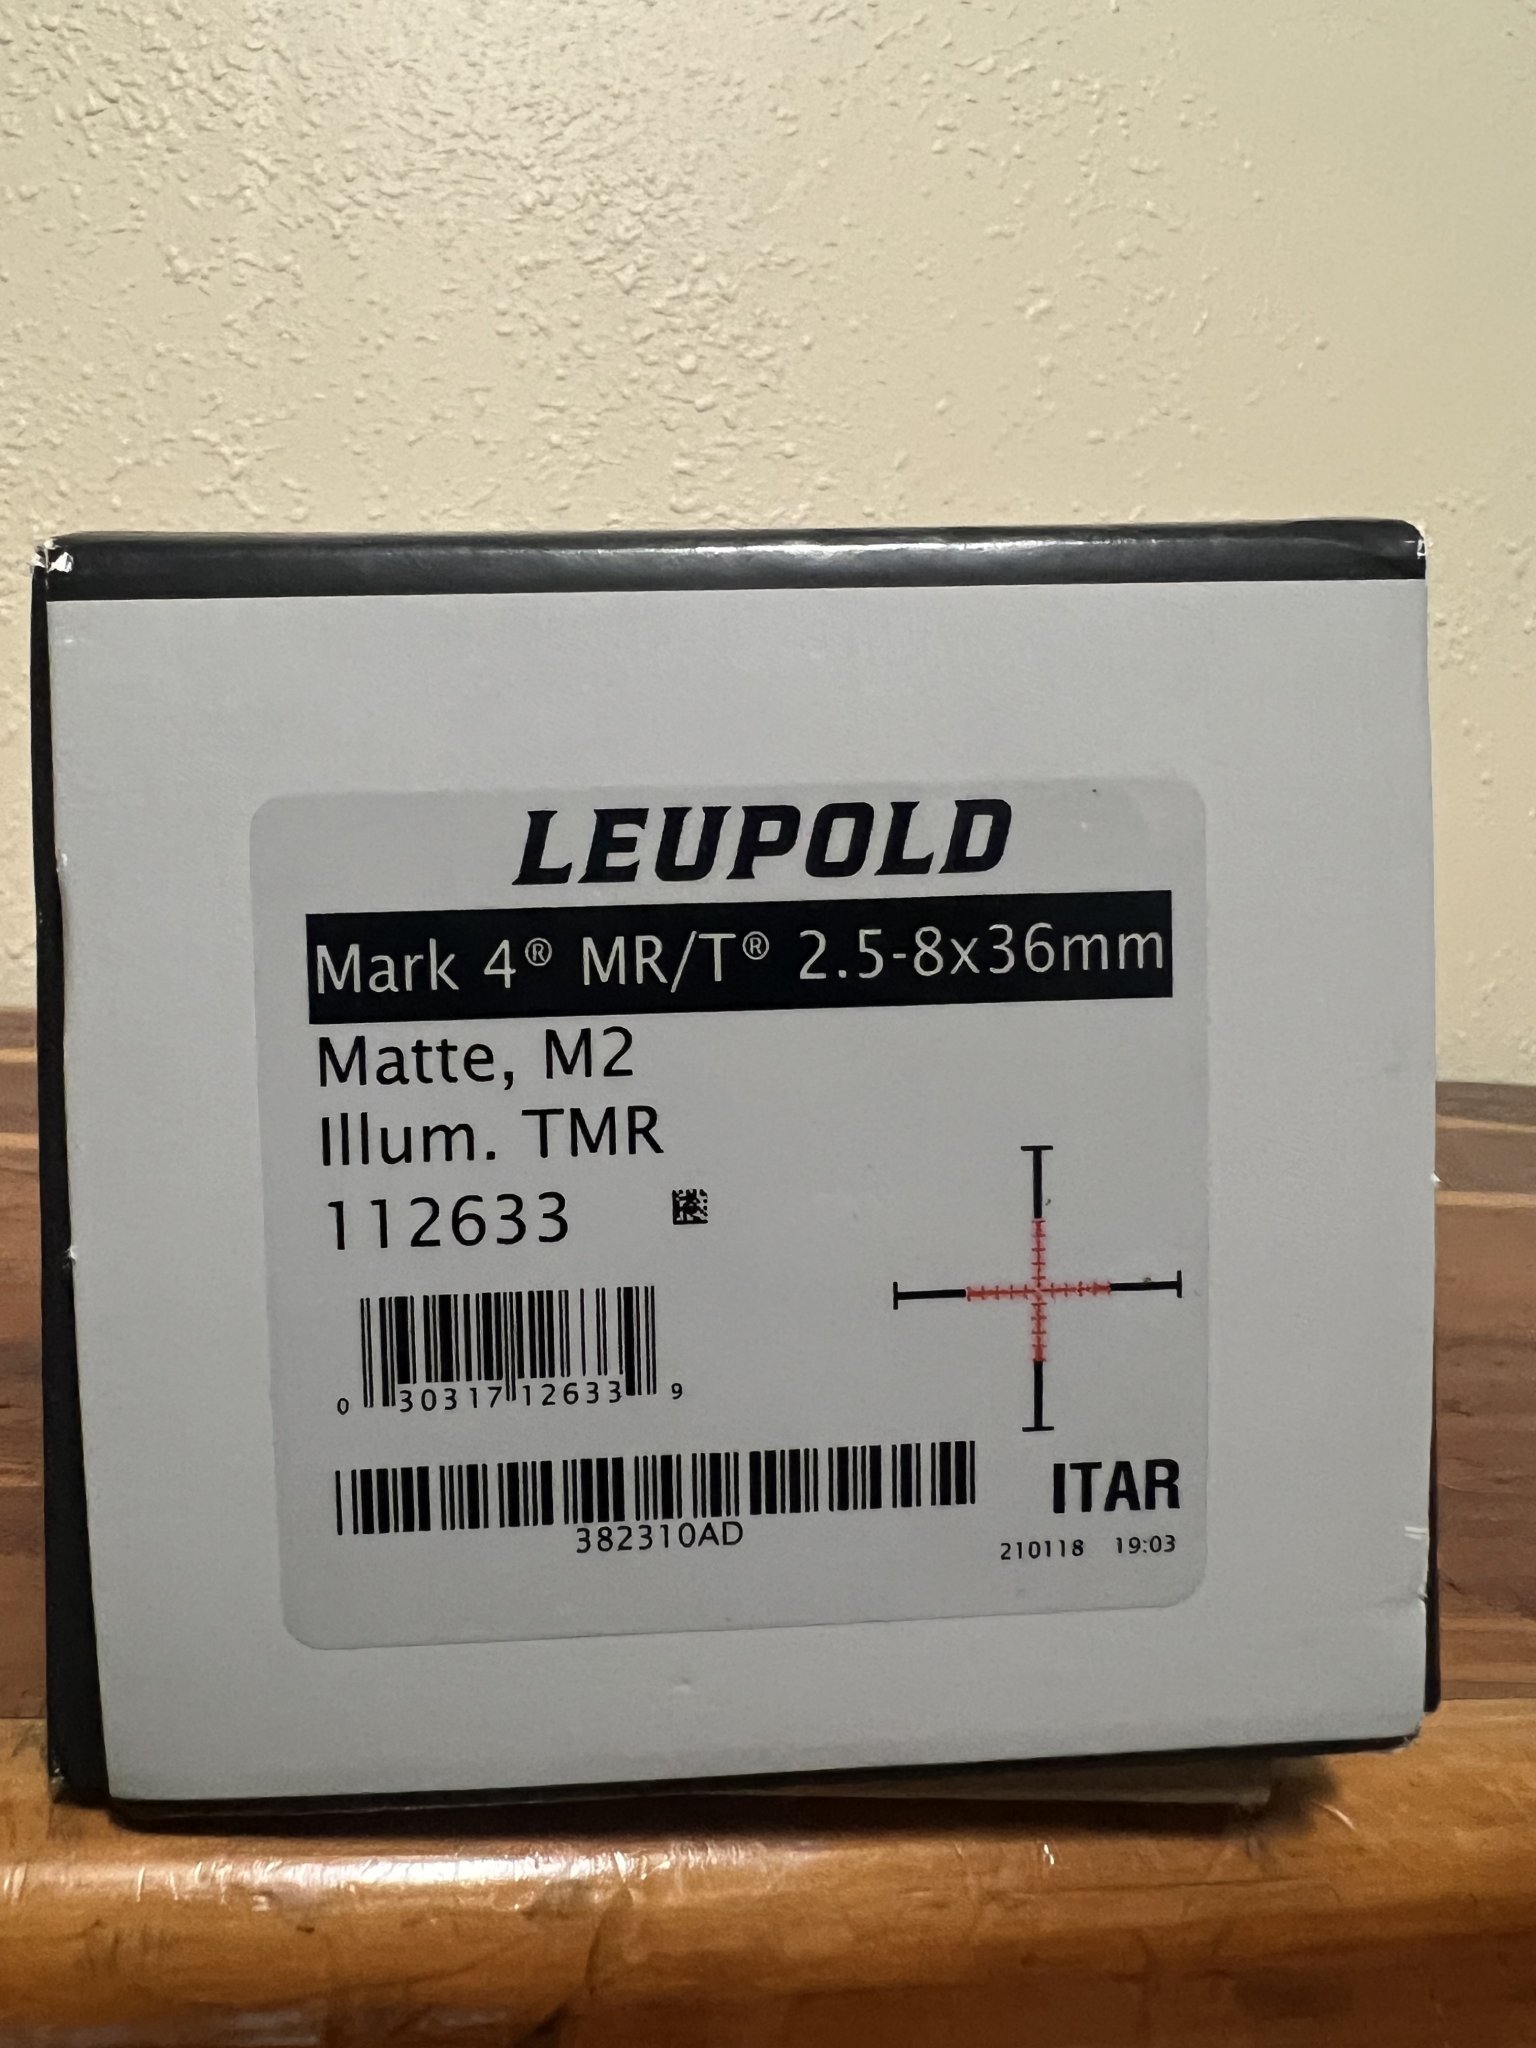 LEUPOLD
Mark 4® MR/T® 2.5-8x36mm
Matte, M2
Illum. TMR
112633
0 30317 12633 9
382310AD
ITAR
210118 19:03